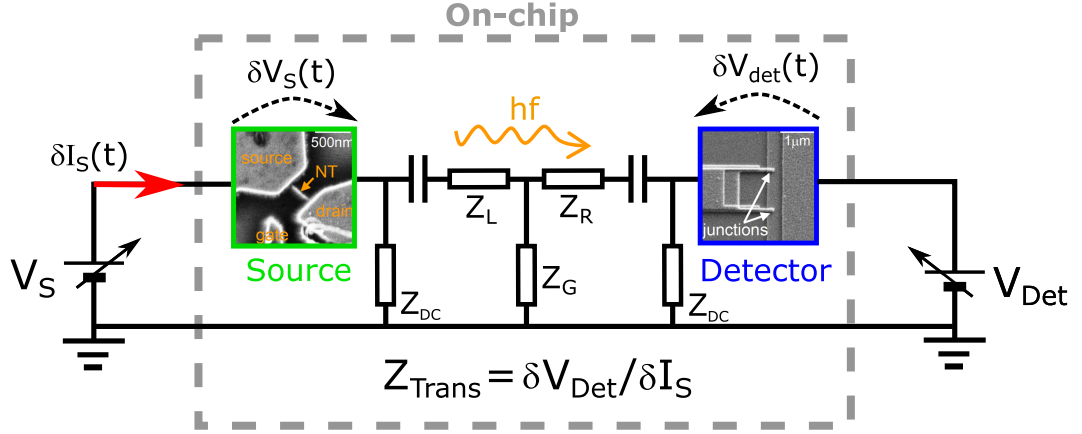 On-chip
δV_S(t)
δV_det(t)
hf
δI_S(t)
500nm
source
NT
drain
gate
1μm
junctions
Z_L
Z_R
Source
Detector
V_S
Z_DC
Z_G
Z_DC
V_Det
Z_Trans = δV_Det/δI_S